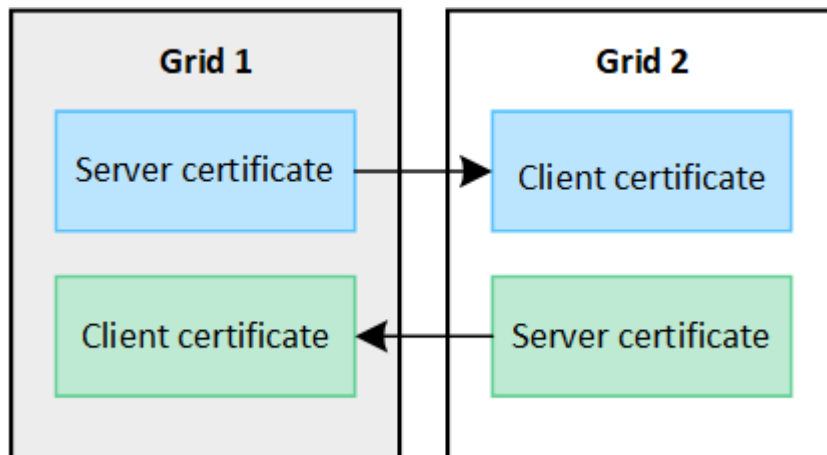 Grid 1
Grid 2
Server certificate
Client certificate
Client certificate
Server certificate